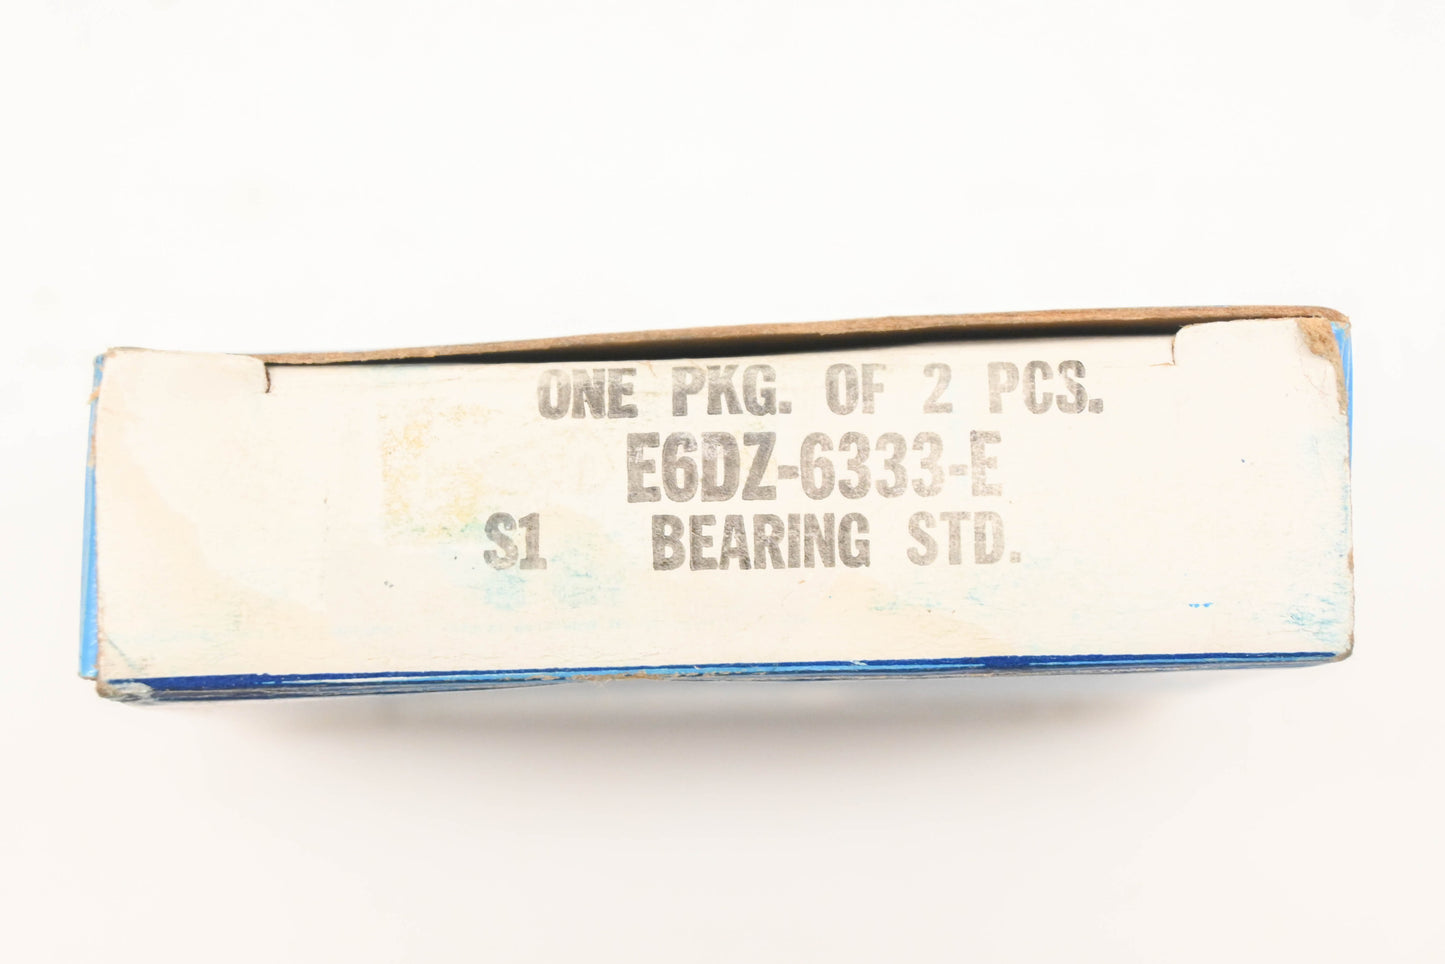 ONE PKG. OF 2 PCS.
E6DZ-6333-E
S1 BEARING STD.